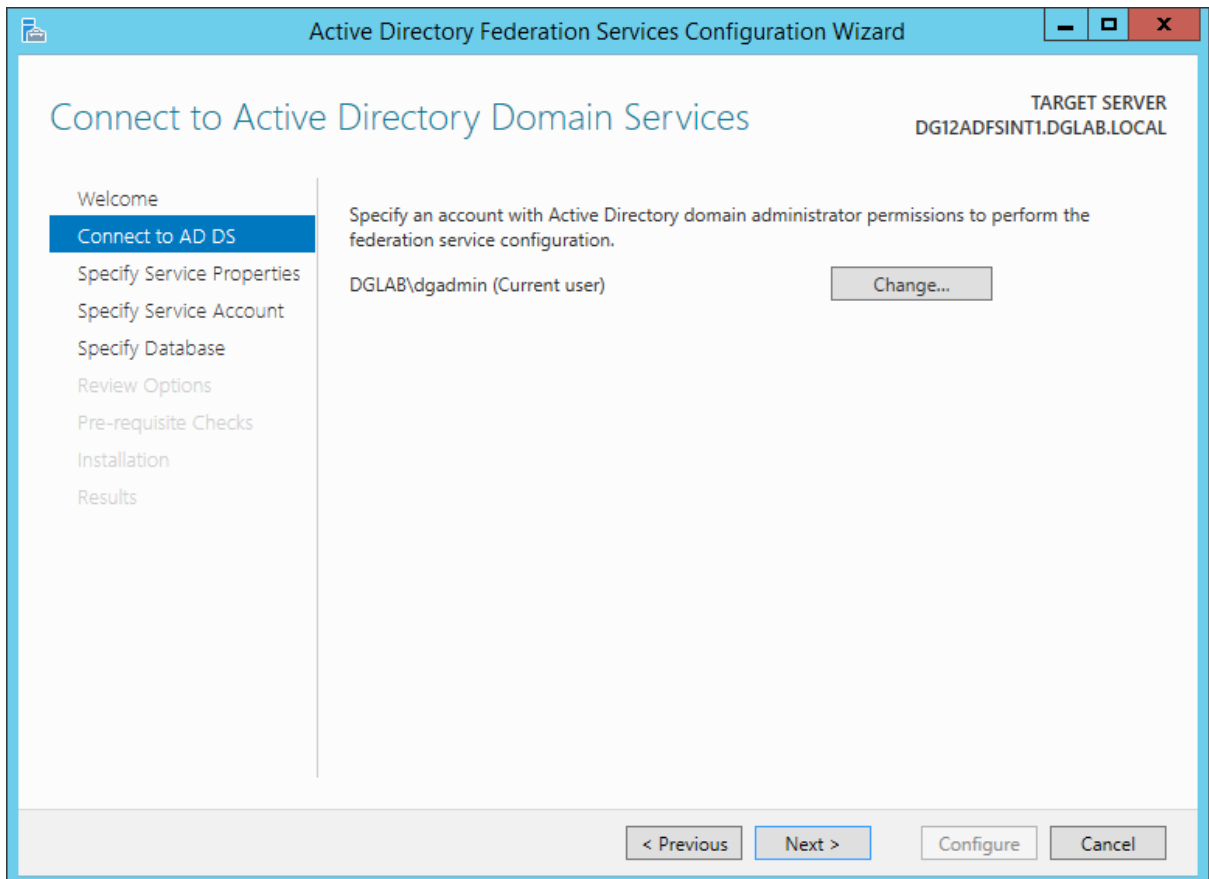 Active Directory Federation Services Configuration Wizard
Connect to Active Directory Domain Services
TARGET SERVER
DG12ADFSINT1.DGLAB.LOCAL
Welcome
Connect to AD DS
Specify Service Properties
Specify Service Account
Specify Database
Review Options
Pre-requisite Checks
Installation
Results
Specify an account with Active Directory domain administrator permissions to perform the
federation service configuration.
DGLAB\dgadmin (Current user)
Change...
< Previous
Next >
Configure
Cancel